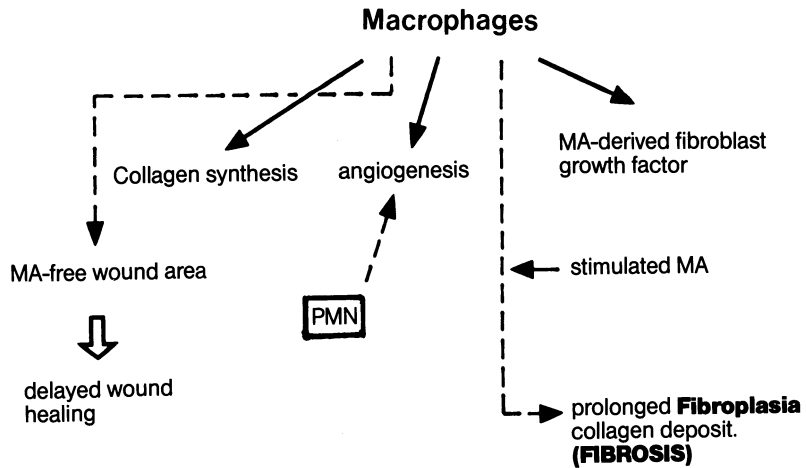 Macrophages
Collagen synthesis
angiogenesis
MA-derived fibroblast
growth factor
MA-free wound area
stimulated MA
PMN
delayed wound
healing
prolonged Fibroplasia
collagen deposit.
(FIBROSIS)